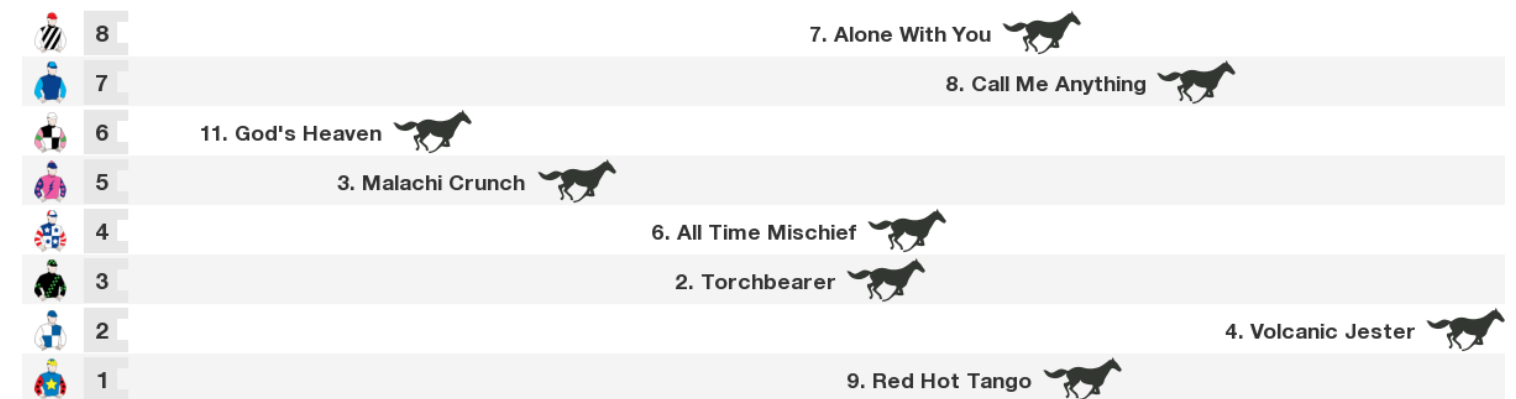 8 7. Alone With You
7 8. Call Me Anything
6 11. God's Heaven
5 3. Malachi Crunch
4 6. All Time Mischief
3 2. Torchbearer
2 4. Volcanic Jester
1 9. Red Hot Tango